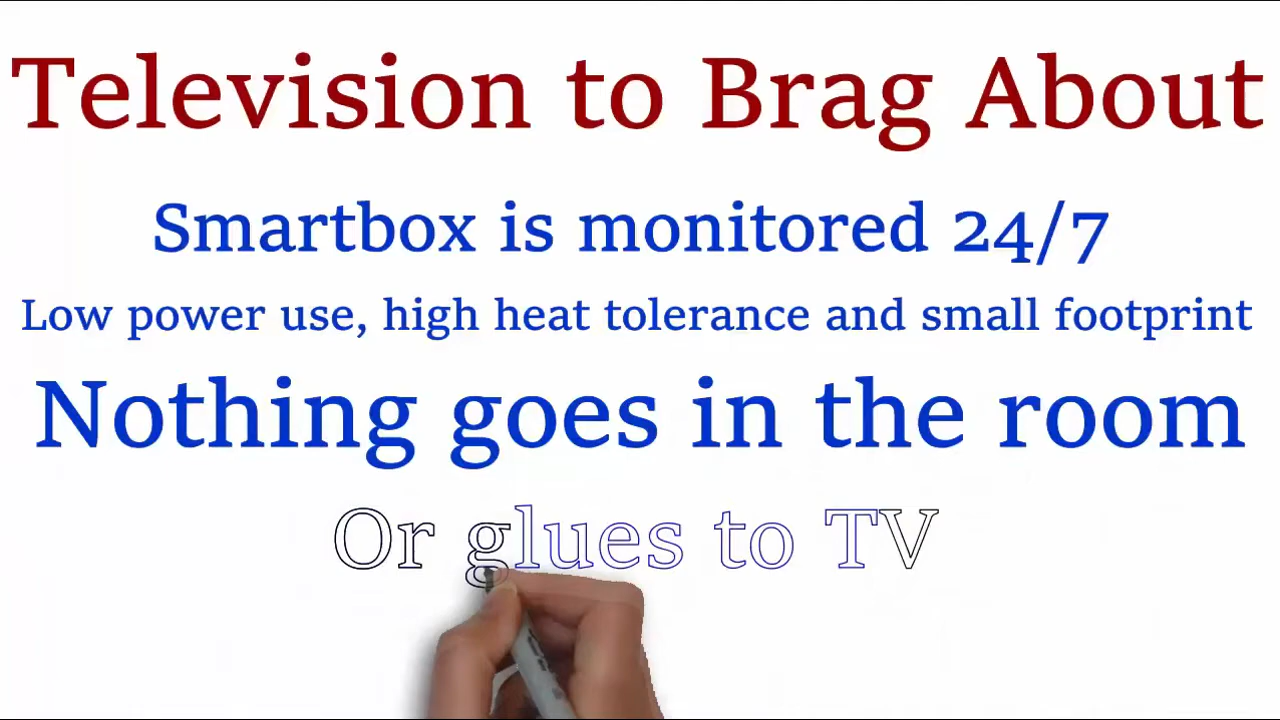 Television to Brag About
Smartbox is monitored 24/7
Low power use, high heat tolerance and small footprint
Nothing goes in the room
Or glues to TV